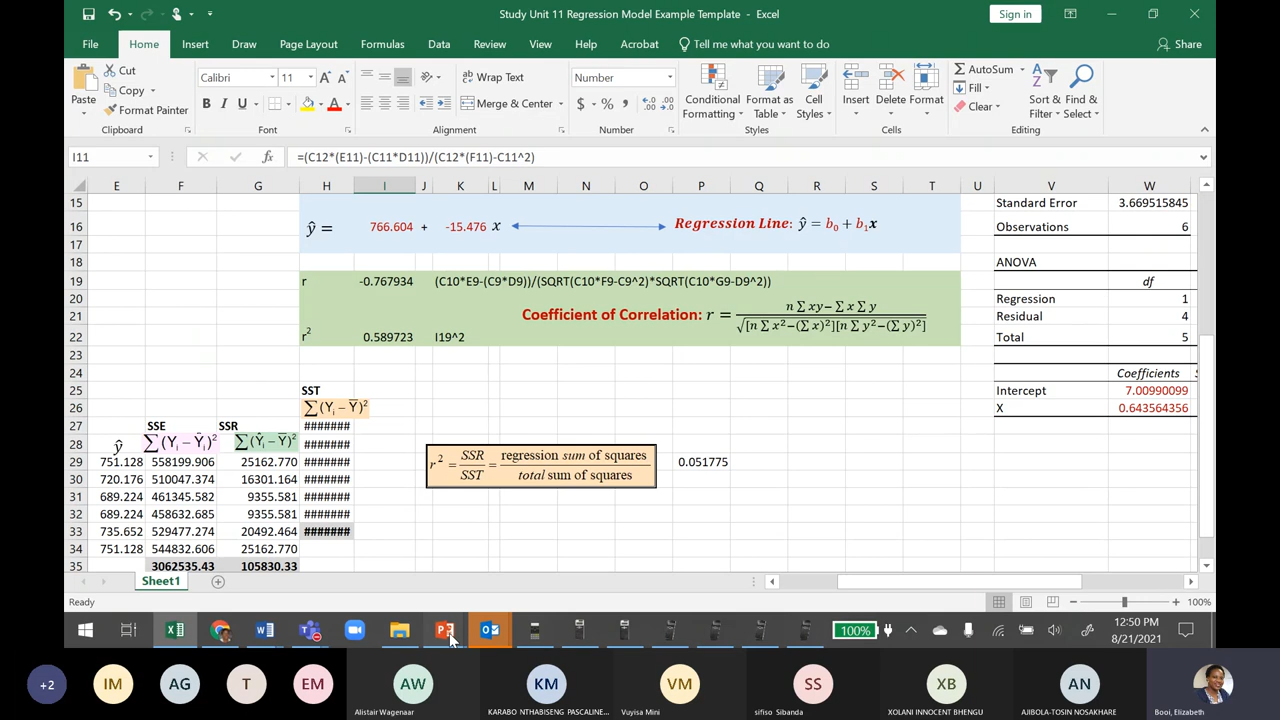 Study Unit 11 Regression Model Example Template - Excel
Sign in
File Home Insert Draw Page Layout Formulas Data Review View Help Acrobat Tell me what you want to do Share
Paste
Cut
Copy
Format Painter
Clipboard
Calibri 11
B I U
Font
Wrap Text
Merge & Center
Alignment
Number
$ % ,
Number
Conditional Formatting
Format as Table
Cell Styles
Styles
Insert Delete Format
Cells
AutoSum
Fill
Clear
Sort & Filter
Find & Select
Editing
I11 fx =(C12*(E11)-(C11*D11))/(C12*(F11)-C11^2)
E F G H I J K L M N O P Q R S T U V W
15 Standard Error 3.669515845
16 ŷ = 766.604 + -15.476 x Regression Line: ŷ = b₀ + b₁x Observations 6
17
18 ANOVA
19 r -0.767934 (C10*E9-(C9*D9))/(SQRT(C10*F9-C9^2)*SQRT(C10*G9-D9^2)) df
20 Regression 1
21 Coefficient of Correlation: r = n ∑ xy− ∑ x ∑ y / √[n ∑ x²−(∑ x)²][n ∑ y²−(∑ y)²] Residual 4
22 r² 0.589723 I19^2 Total 5
23
24 Coefficients S
25 SST Intercept 7.00990099
26 ∑(Yᵢ − Ȳ)² X 0.643564356
27 SSE SSR #######
28 ŷ ∑(Yᵢ − Ŷᵢ)² ∑(Ŷᵢ − Ȳ)² #######
29 751.128 558199.906 25162.770 ####### r² = SSR/SST = regression sum of squares / total sum of squares 0.051775
30 720.176 510047.374 16301.164 #######
31 689.224 461345.582 9355.581 #######
32 689.224 458632.685 9355.581 #######
33 735.652 529477.274 20492.464 #######
34 751.128 544832.606 25162.770
35 3062535.43 105830.33
Sheet1
Ready 100%
100% 12:50 PM
8/21/2021
+2 IM AG T EM AW KM VM SS XB AN
Alistair Wagenaar KARABO NTHABISENG PASCALINE... Vuyisa Mini sifiso Sibanda XOLANI INNOCENT BHENGU AJIBOLA-TOSIN NOSAKHARE Booi, Elizabeth